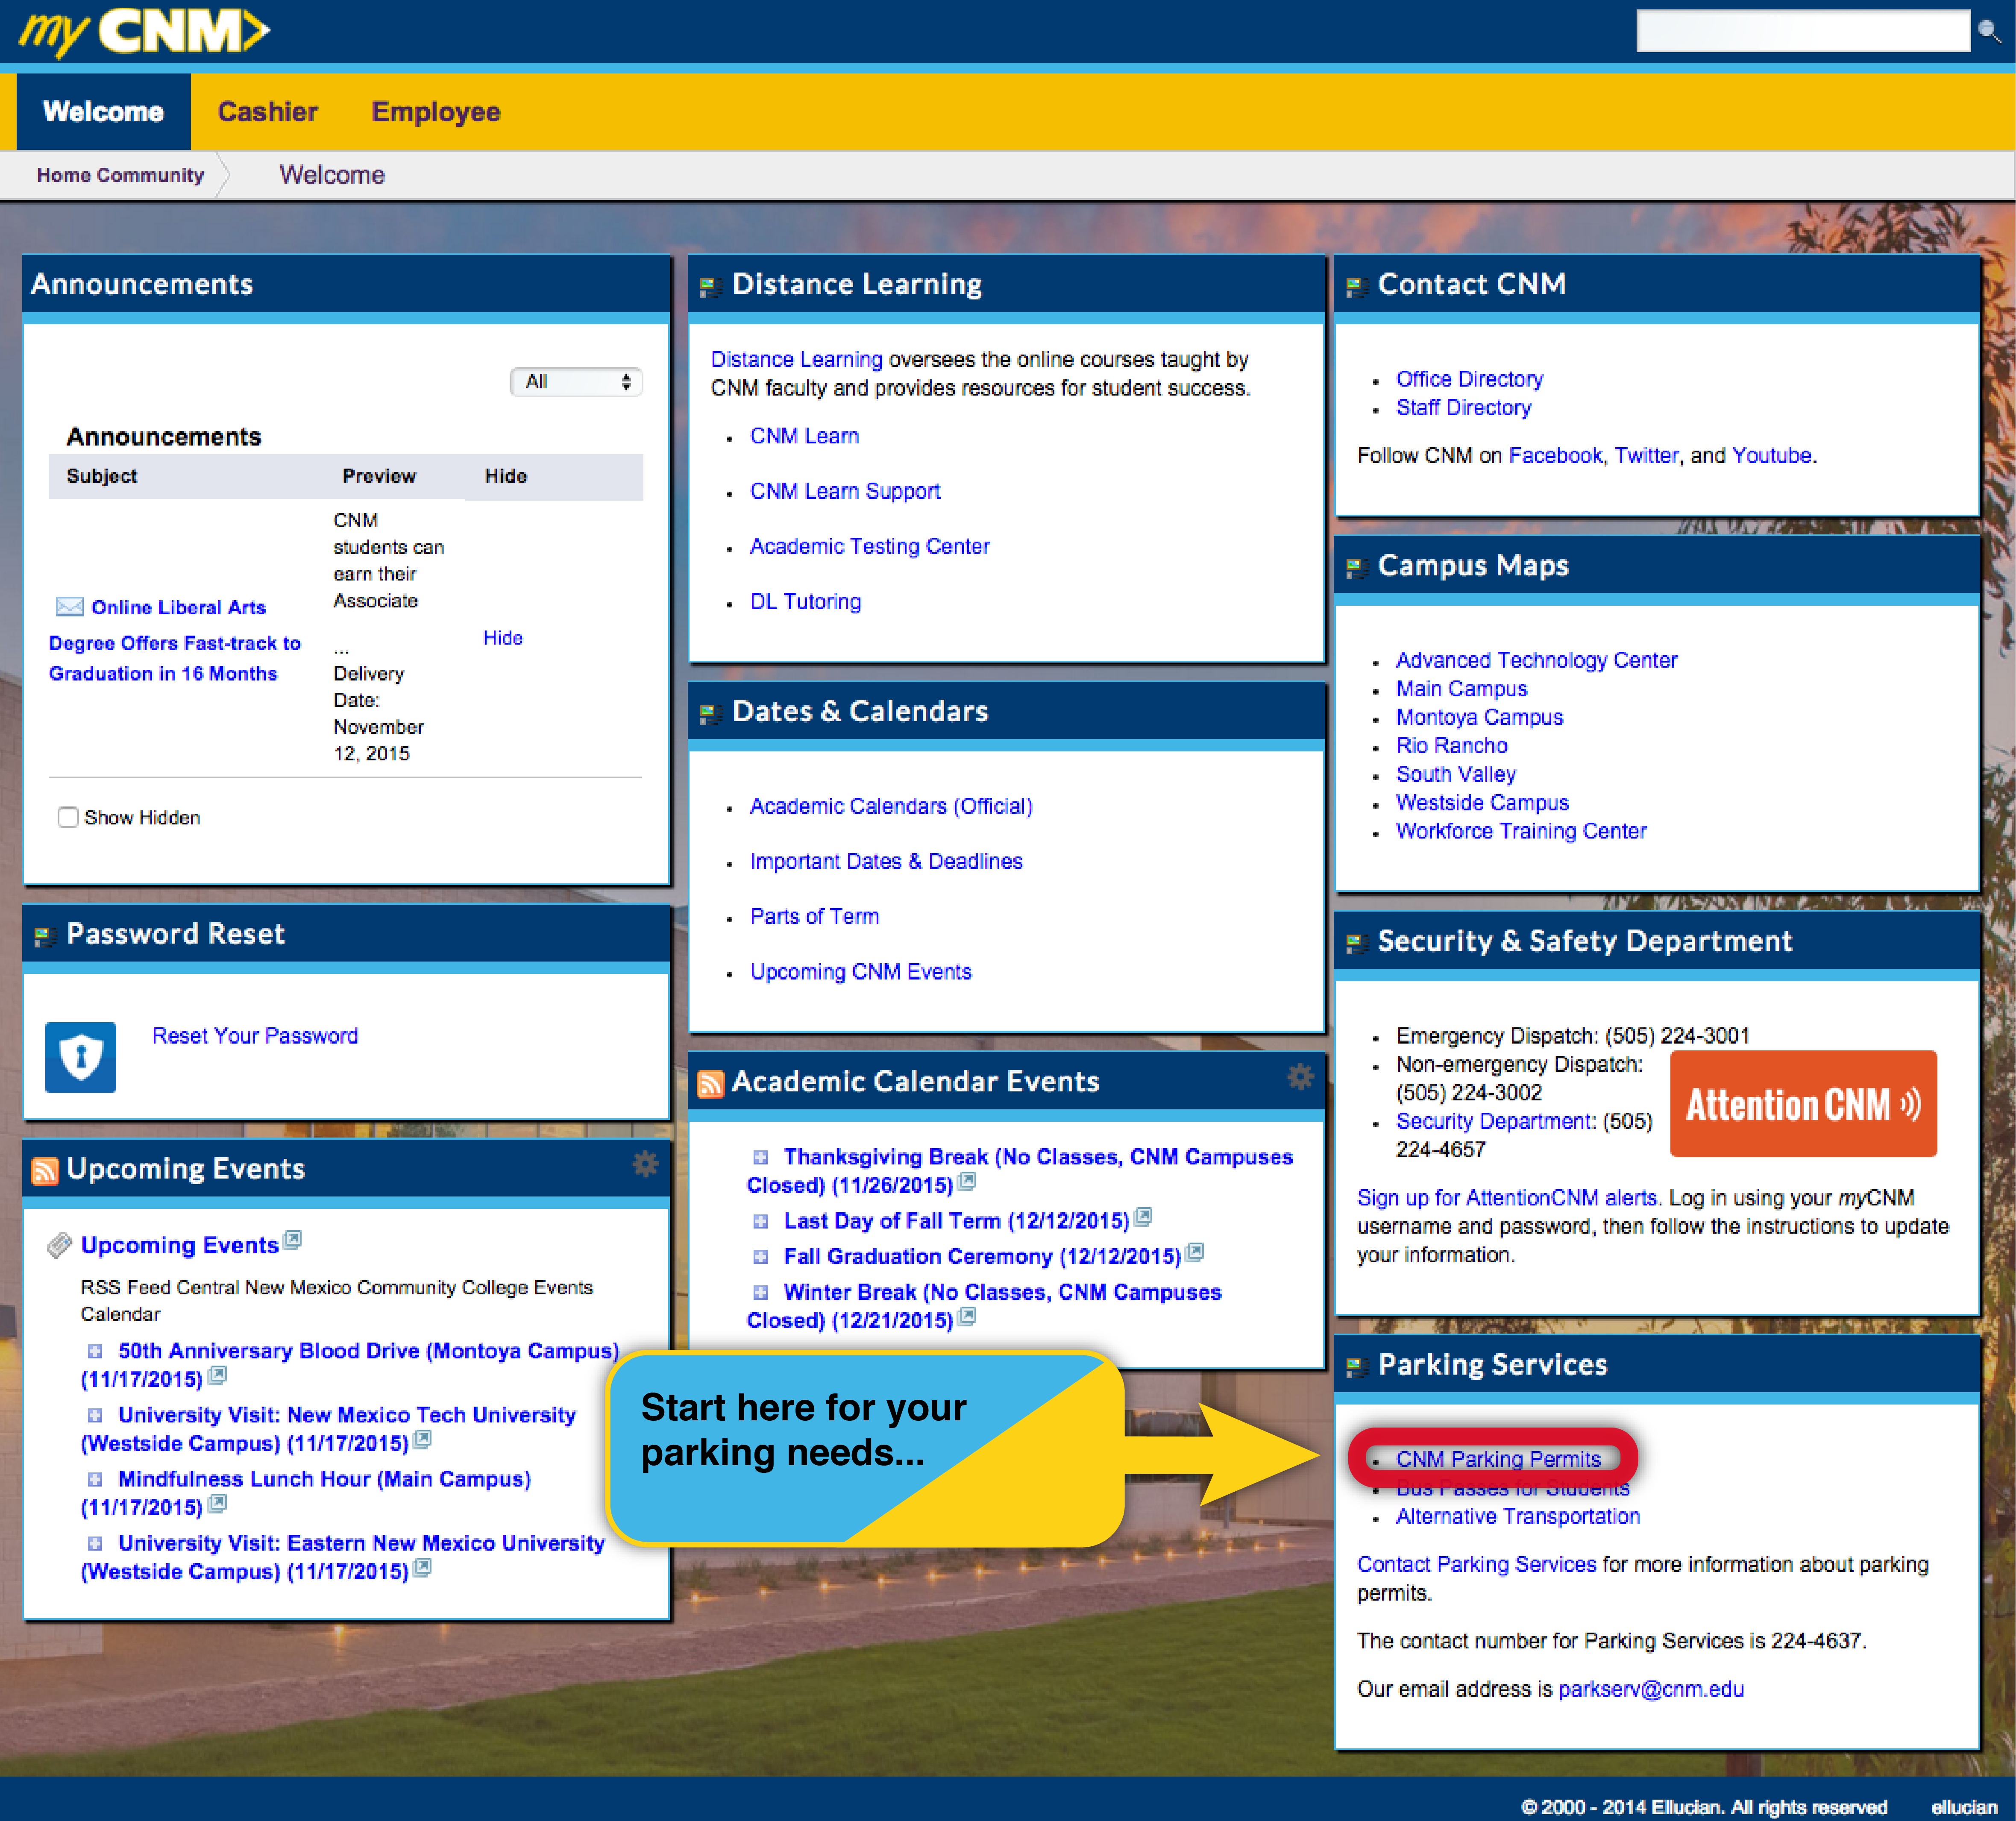 my CNM
Welcome Cashier Employee
Home Community Welcome
Announcements
All
Announcements
Subject Preview Hide
Online Liberal Arts
Degree Offers Fast-track to
Graduation in 16 Months
CNM
students can
earn their
Associate
...
Delivery
Date:
November
12, 2015
Hide
Show Hidden
Password Reset
Reset Your Password
Upcoming Events
Upcoming Events
RSS Feed Central New Mexico Community College Events
Calendar
50th Anniversary Blood Drive (Montoya Campus)
(11/17/2015)
University Visit: New Mexico Tech University
(Westside Campus) (11/17/2015)
Mindfulness Lunch Hour (Main Campus)
(11/17/2015)
University Visit: Eastern New Mexico University
(Westside Campus) (11/17/2015)
Distance Learning
Distance Learning oversees the online courses taught by
CNM faculty and provides resources for student success.
CNM Learn
CNM Learn Support
Academic Testing Center
DL Tutoring
Dates & Calendars
Academic Calendars (Official)
Important Dates & Deadlines
Parts of Term
Upcoming CNM Events
Academic Calendar Events
Thanksgiving Break (No Classes, CNM Campuses
Closed) (11/26/2015)
Last Day of Fall Term (12/12/2015)
Fall Graduation Ceremony (12/12/2015)
Winter Break (No Classes, CNM Campuses
Closed) (12/21/2015)
Start here for your
parking needs...
Contact CNM
Office Directory
Staff Directory
Follow CNM on Facebook, Twitter, and Youtube.
Campus Maps
Advanced Technology Center
Main Campus
Montoya Campus
Rio Rancho
South Valley
Westside Campus
Workforce Training Center
Security & Safety Department
Emergency Dispatch: (505) 224-3001
Non-emergency Dispatch:
(505) 224-3002
Security Department: (505)
224-4657
Attention CNM
Sign up for AttentionCNM alerts. Log in using your myCNM
username and password, then follow the instructions to update
your information.
Parking Services
CNM Parking Permits
Bus Passes for Students
Alternative Transportation
Contact Parking Services for more information about parking
permits.
The contact number for Parking Services is 224-4637.
Our email address is parkserv@cnm.edu
© 2000 - 2014 Ellucian. All rights reserved ellucian